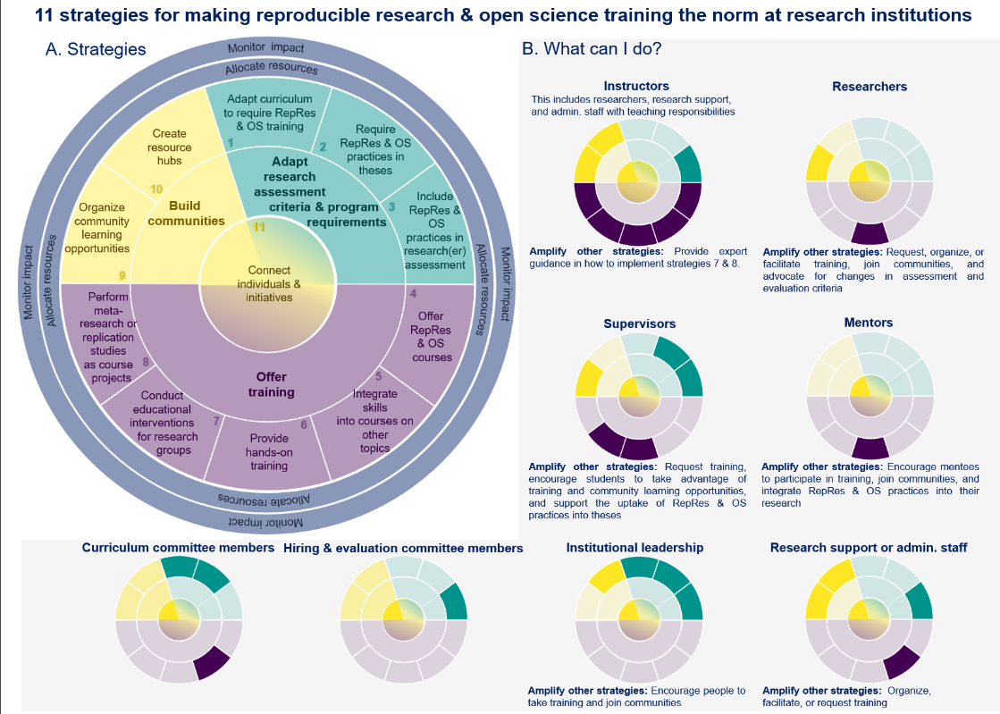 11 strategies for making reproducible research & open science training the norm at research institutions
A. Strategies
Monitor impact
Allocate resources
Adapt curriculum
to require RepRes
& OS training
1
Require
RepRes & OS
practices in
theses
2
Include
RepRes &
OS
practices in
research(er)
assessment
3
Adapt
research
assessment
criteria & program
requirements
Create
resource
hubs
10
Build
communities
Organize
community
learning
opportunities
9
11
Connect
individuals &
initiatives
Monitor impact
Allocate resources
Allocate resources
Monitor impact
4
Offer
RepRes
& OS
courses
5
Integrate
skills
into courses on
other
topics
6
Provide
hands-on
training
7
Conduct
educational
interventions
for research
groups
8
Perform
meta-
research or
replication
studies
as course
projects
Offer
training
Allocate resources
Monitor impact
B. What can I do?
Instructors
This includes researchers, research support,
and admin. staff with teaching responsibilities
Amplify other strategies: Provide expert
guidance in how to implement strategies 7 & 8.
Researchers
Amplify other strategies: Request, organize, or
facilitate training, join communities, and
advocate for changes in assessment and
evaluation criteria
Supervisors
Amplify other strategies: Request training,
encourage students to take advantage of
training and community learning opportunities,
and support the uptake of RepRes & OS
practices into theses
Mentors
Amplify other strategies: Encourage mentees
to participate in training, join communities, and
integrate RepRes & OS practices into their
research
Curriculum committee members
Hiring & evaluation committee members
Institutional leadership
Amplify other strategies: Encourage people to
take training and join communities
Research support or admin. staff
Amplify other strategies: Organize,
facilitate, or request training